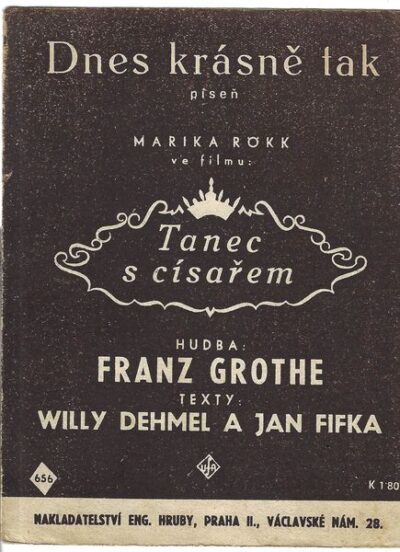 Dnes krásně tak
píseň
MARIKA RÖKK
ve filmu:
Tanec
s císařem
HUDBA:
FRANZ GROTHE
TEXTY:
WILLY DEHMEL A JAN FIFKA
656
UFA
K 1'80
NAKLADATELSTVÍ ENG. HRUBY, PRAHA II., VÁCLAVSKÉ NÁM. 28.